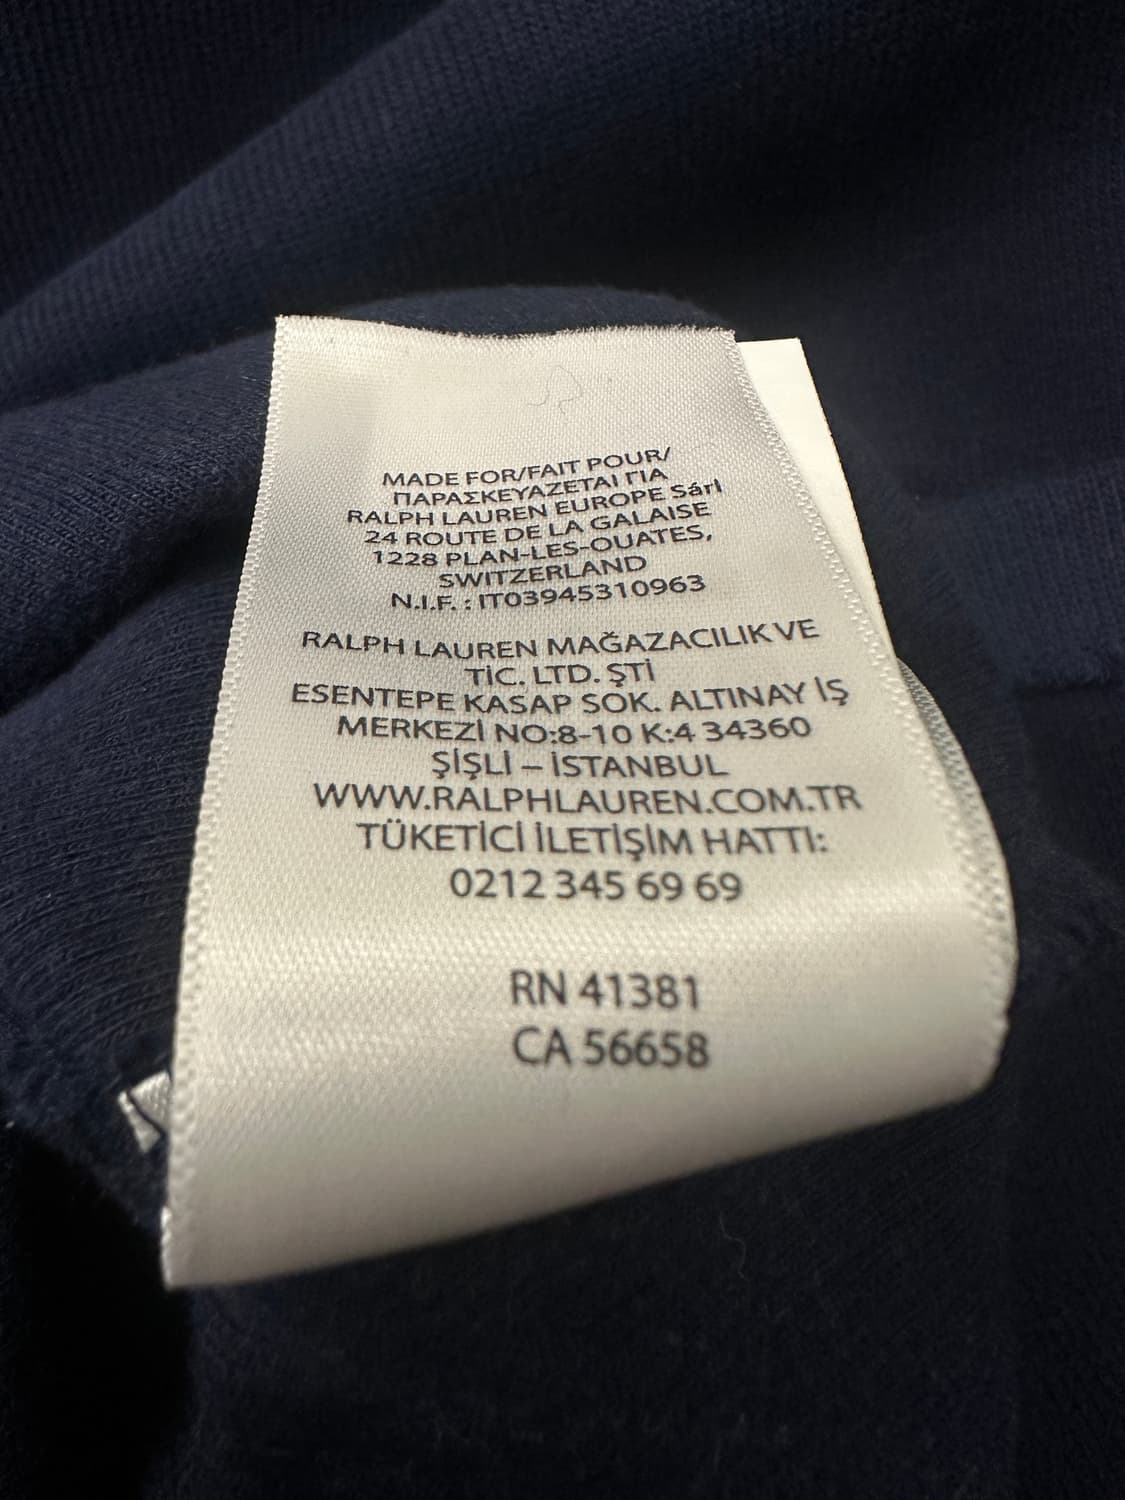 MADE FOR/FAIT POUR/
ΠΑΡΑΣΚΕΥΑΖΕΤΑΙ ΓΙΑ
RALPH LAUREN EUROPE Sárl
24 ROUTE DE LA GALAISE
1228 PLAN-LES-OUATES,
SWITZERLAND
N.I.F. : IT03945310963
RALPH LAUREN MAĞAZACILIK VE
TİC. LTD. ŞTİ
ESENTEPE KASAP SOK. ALTINAY İŞ
MERKEZİ NO:8-10 K:4 34360
ŞİŞLİ – İSTANBUL
WWW.RALPHLAUREN.COM.TR
TÜKETİCİ İLETİŞİM HATTI:
0212 345 69 69
RN 41381
CA 56658